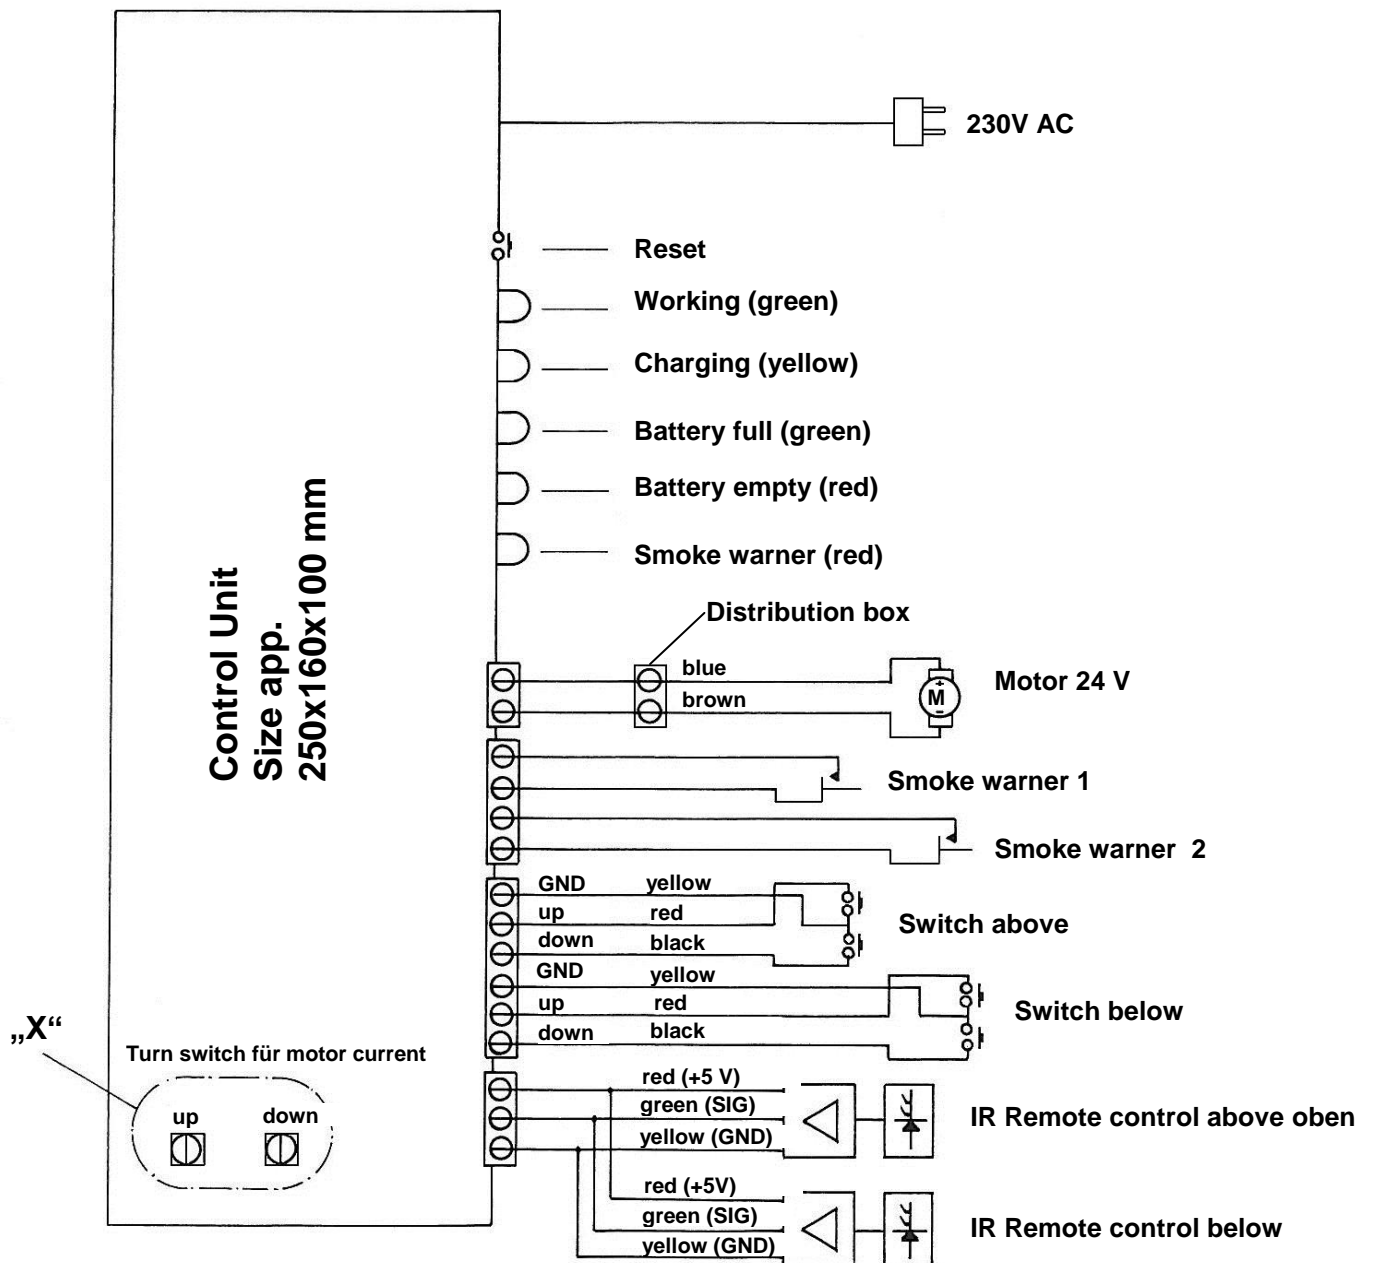 230V AC
Reset
Working (green)
Charging (yellow)
Battery full (green)
Battery empty (red)
Smoke warner (red)
Control Unit
Size app.
250x160x100 mm
Distribution box
blue
brown
+
M
-
Motor 24 V
Smoke warner 1
Smoke warner 2
GND yellow
up red
down black
Switch above
GND yellow
up red
down black
Switch below
„X“
Turn switch für motor current
up down
red (+5 V)
green (SIG)
yellow (GND)
IR Remote control above oben
red (+5V)
green (SIG)
yellow (GND)
IR Remote control below